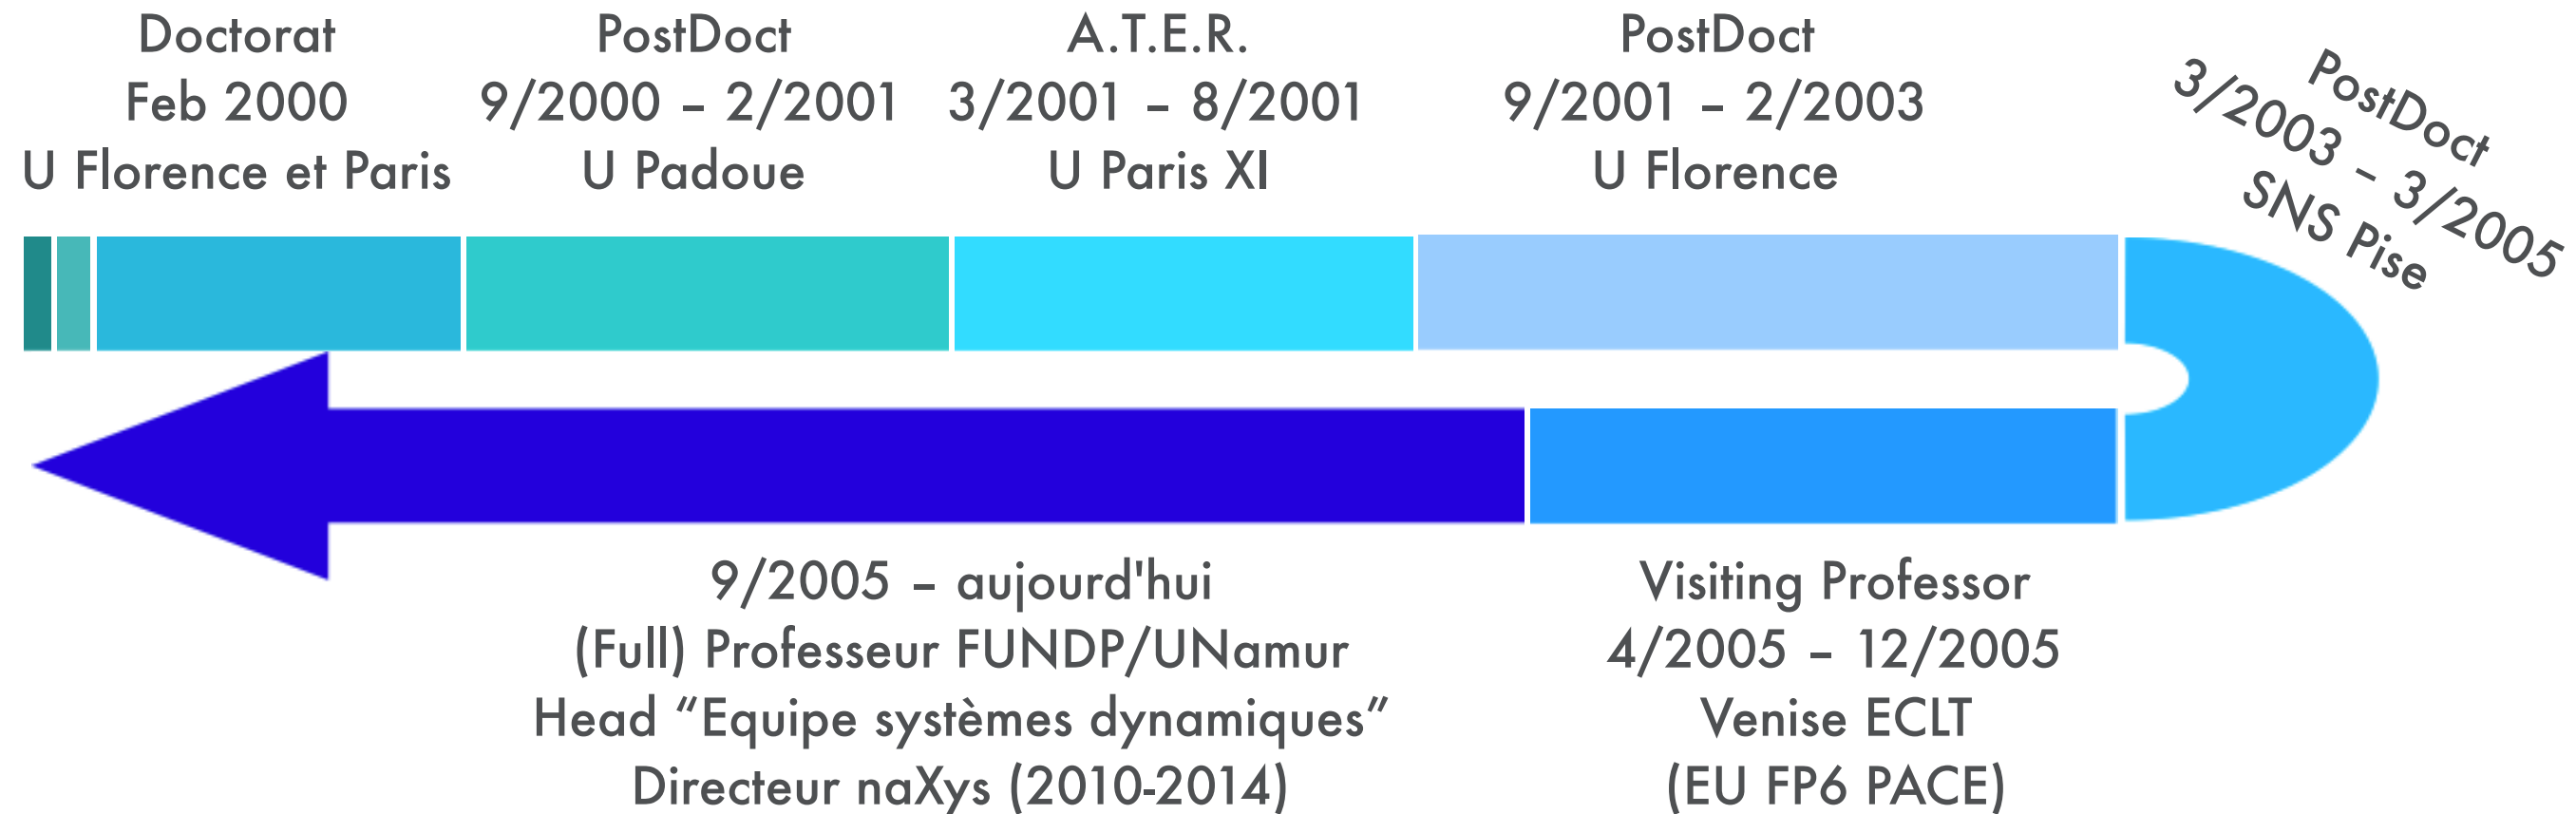 Doctorat
Feb 2000
U Florence et Paris
PostDoct
9/2000 – 2/2001
U Padoue
A.T.E.R.
3/2001 – 8/2001
U Paris XI
PostDoct
9/2001 – 2/2003
U Florence
PostDoct
3/2003 – 3/2005
SNS Pise
Visiting Professor
4/2005 – 12/2005
Venise ECLT
(EU FP6 PACE)
9/2005 – aujourd'hui
(Full) Professeur FUNDP/UNamur
Head “Equipe systèmes dynamiques”
Directeur naXys (2010-2014)